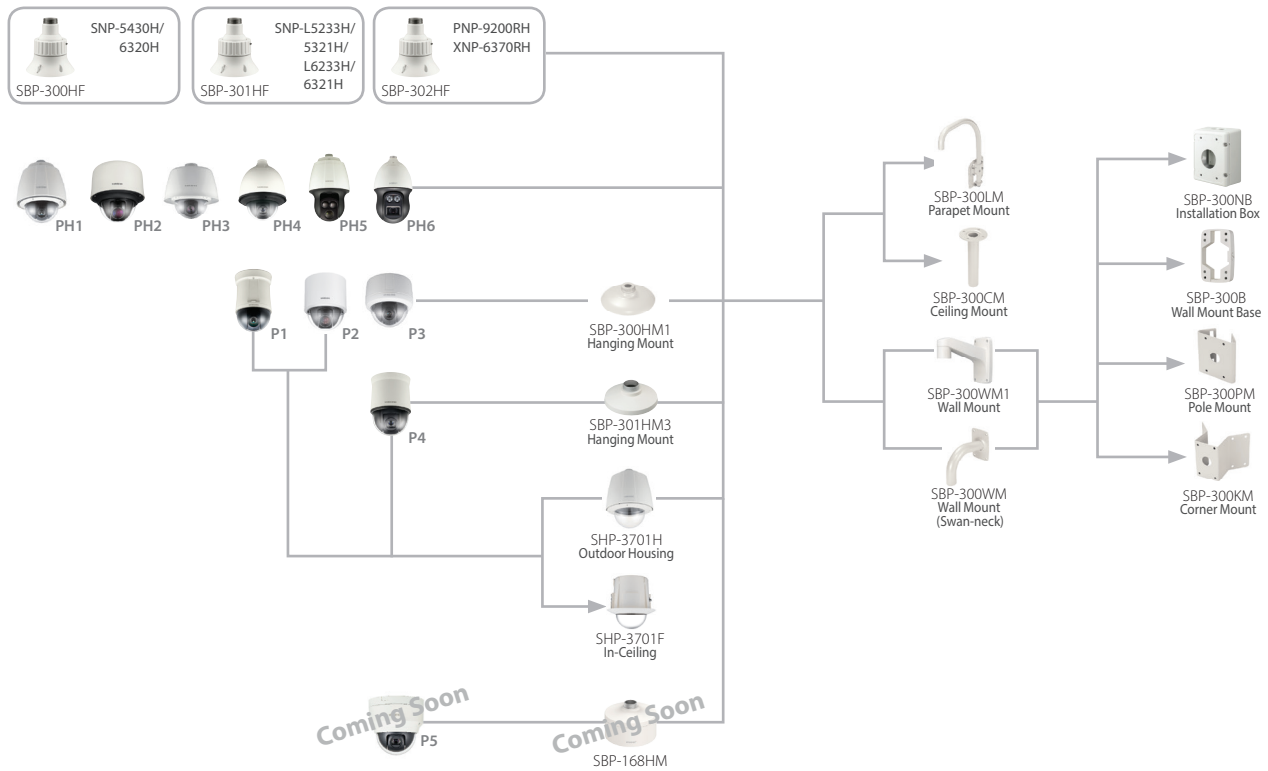 SNP-5430H/
6320H
SBP-300HF
SNP-L5233H/
5321H/
L6233H/
6321H
SBP-301HF
PNP-9200RH
XNP-6370RH
SBP-302HF
PH1
PH2
PH3
PH4
PH5
PH6
P1
P2
P3
SBP-300HM1
Hanging Mount
P4
SBP-301HM3
Hanging Mount
SHP-3701H
Outdoor Housing
SHP-3701F
In-Ceiling
Coming Soon
P5
Coming Soon
SBP-168HM
SBP-300LM
Parapet Mount
SBP-300CM
Ceiling Mount
SBP-300WM1
Wall Mount
SBP-300WM
Wall Mount
(Swan-neck)
SBP-300NB
Installation Box
SBP-300B
Wall Mount Base
SBP-300PM
Pole Mount
SBP-300KM
Corner Mount